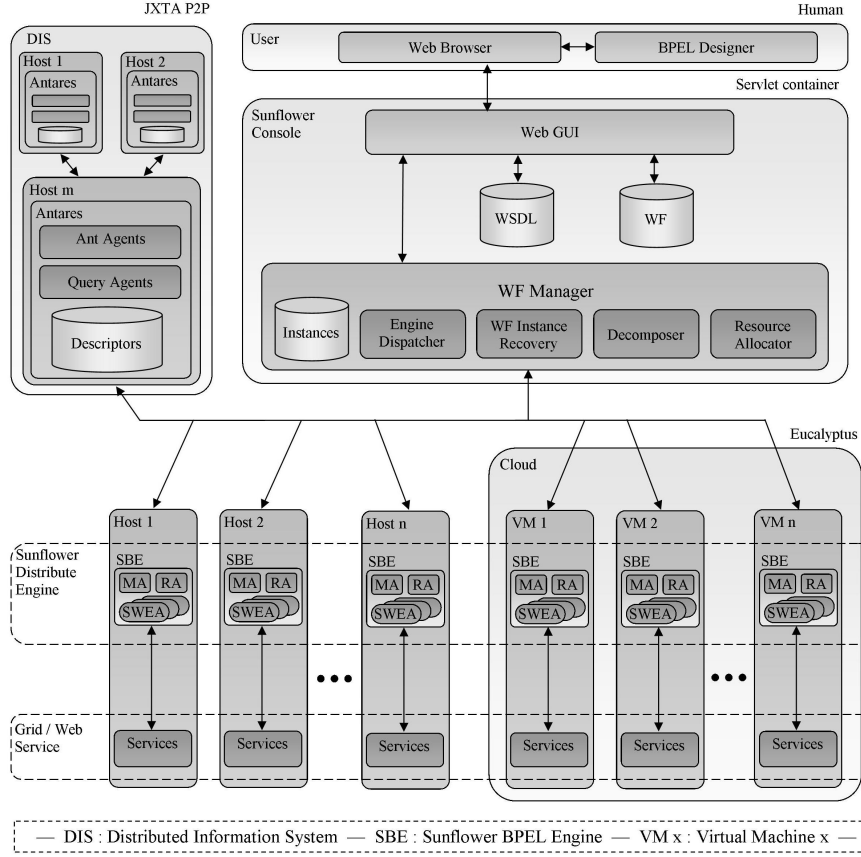 JXTA P2P
DIS
Host 1
Antares
Host 2
Antares
Host m
Antares
Ant Agents
Query Agents
Descriptors
Human
User
Web Browser
BPEL Designer
Servlet container
Sunflower
Console
Web GUI
WSDL
WF
WF Manager
Instances
Engine
Dispatcher
WF Instance
Recovery
Decomposer
Resource
Allocator
Eucalyptus
Cloud
Host 1
Host 2
Host n
VM 1
VM 2
VM n
Sunflower
Distribute
Engine
SBE
MA
RA
SWEA
SBE
MA
RA
SWEA
SBE
MA
RA
SWEA
SBE
MA
RA
SWEA
SBE
MA
RA
SWEA
SBE
MA
RA
SWEA
Grid / Web
Service
Services
Services
Services
Services
Services
Services
— DIS : Distributed Information System — SBE : Sunflower BPEL Engine — VM x : Virtual Machine x —